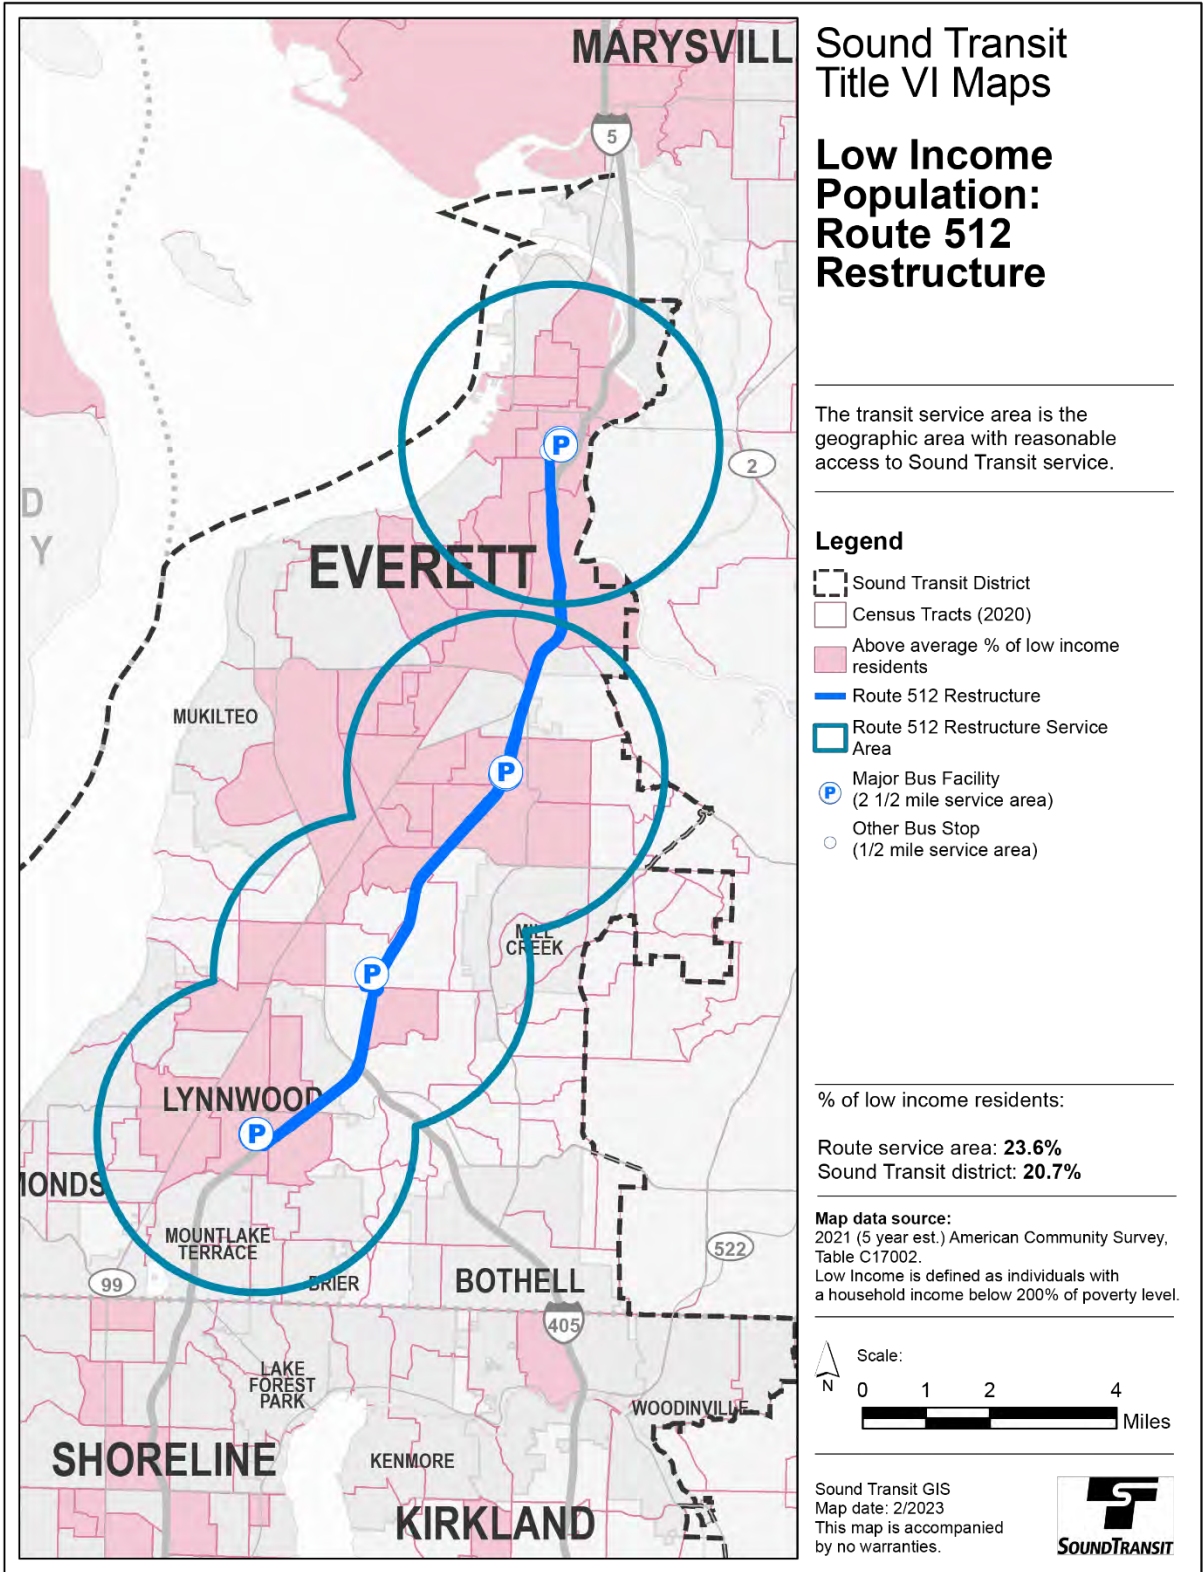 MARYSVILL
5
2
D
Y
EVERETT
MUKILTEO
P
P
P
P
MILL
CREEK
LYNNWOOD
MONDS
MOUNTLAKE
TERRACE
BRIER
99
522
BOTHELL
405
LAKE
FOREST
PARK
WOODINVILLE
SHORELINE
KENMORE
KIRKLAND
Sound Transit
Title VI Maps
Low Income
Population:
Route 512
Restructure
The transit service area is the
geographic area with reasonable
access to Sound Transit service.
Legend
Sound Transit District
Census Tracts (2020)
Above average % of low income
residents
Route 512 Restructure
Route 512 Restructure Service
Area
P
Major Bus Facility
(2 1/2 mile service area)
Other Bus Stop
(1/2 mile service area)
% of low income residents:
Route service area: 23.6%
Sound Transit district: 20.7%
Map data source:
2021 (5 year est.) American Community Survey,
Table C17002.
Low Income is defined as individuals with
a household income below 200% of poverty level.
N
Scale:
0 1 2 4
Miles
Sound Transit GIS
Map date: 2/2023
This map is accompanied
by no warranties.
SOUNDTRANSIT